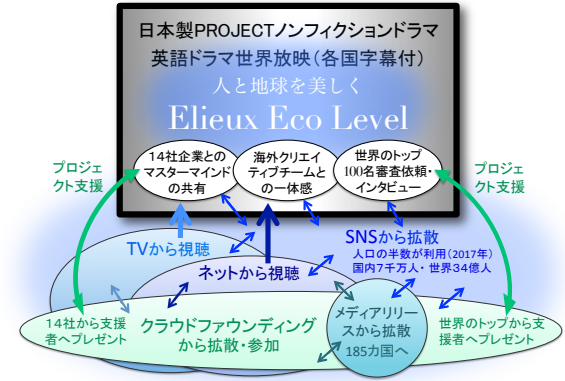 日本製PROJECTノンフィクションドラマ
英語ドラマ世界放映（各国字幕付）
人と地球を美しく
Elieux Eco Level
14社企業との
マスターマインド
の共有
海外クリエイ
ティブチームと
の一体感
世界のトップ
100名審査依頼・
インタビュー
プロジェ
クト支援
プロジェ
クト支援
TVから視聴
ネットから視聴
SNSから拡散
人口の半数が利用（2017年）
国内7千万人・世界34億人
14社から支援
者へプレゼント
クラウドファウンディング
から拡散・参加
メディアリリー
スから拡散
185カ国へ
世界のトップから支
援者へプレゼント